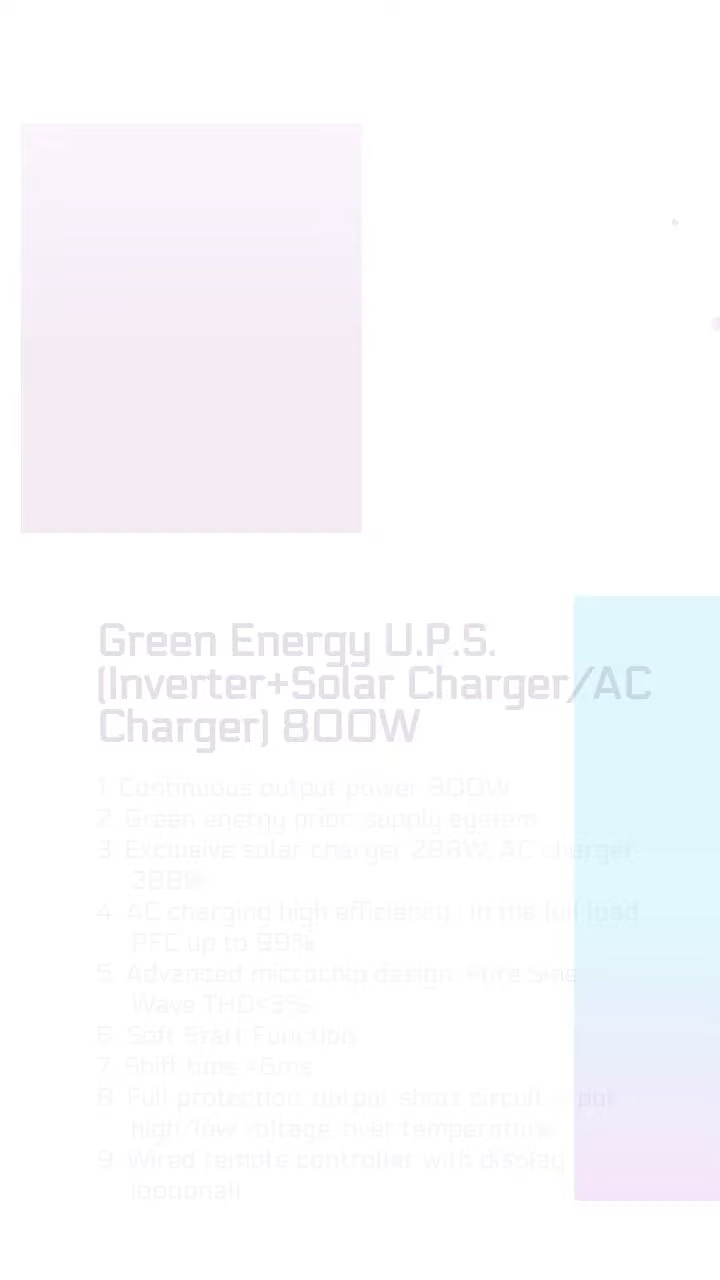 Green Energy U.P.S.
(Inverter+Solar Charger/AC
Charger) 800W
1. Continuous output power 800W
2. Green energy prior supply system
3. Exclusive solar charger 288W, AC charger
288W
4. AC charging high efficiency, in the full load
PFC up to 99%
5. Advanced microchip design, Pure Sine
Wave THD<3%
6. Soft Start Function
7. Shift time 6ms
8. Full protection: output short circuit, input
high/low voltage, over temperature
9. Wired remote controller with display
(optional)